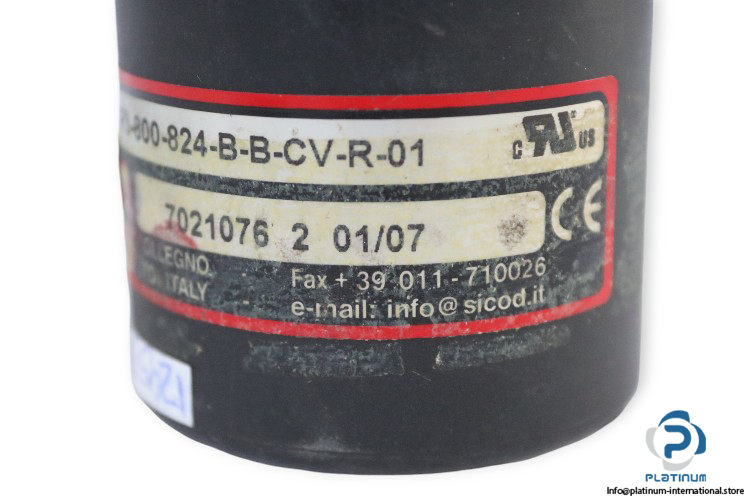 -800-824-B-B-CV-R-01
C RU US
7021076 2 01/07
CE
ITALY
Fax + 39 011 - 710026
e-mail: info@sicod.it
PLATINUM
Info@platinum-international.store